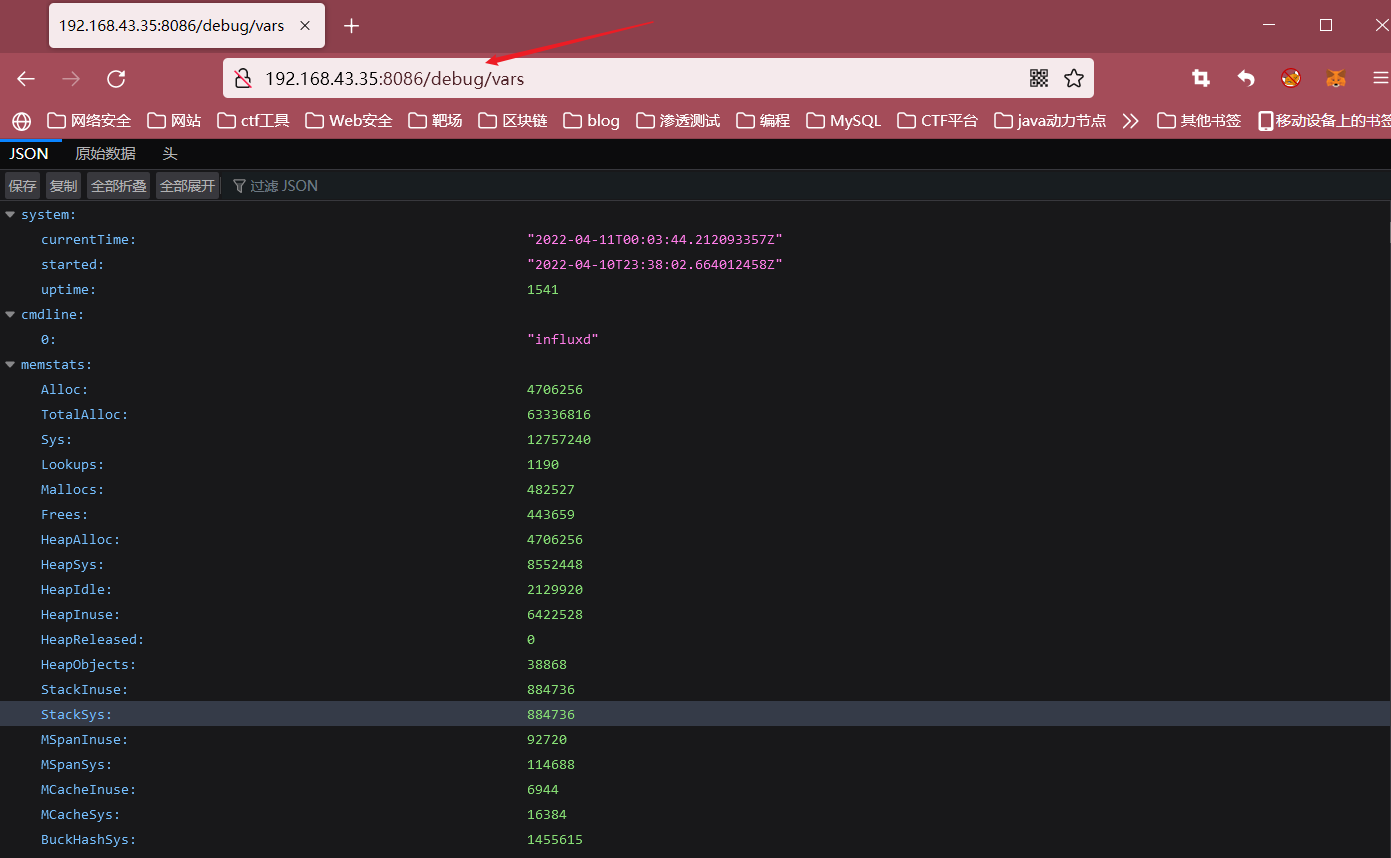 192.168.43.35:8086/debug/vars
192.168.43.35:8086/debug/vars
网络安全 网站 ctf工具 Web安全 靶场 区块链 blog 渗透测试 编程 MySQL CTF平台 java动力节点 其他书签 移动设备上的书签
JSON 原始数据 头
保存 复制 全部折叠 全部展开 过滤 JSON
system:
currentTime: "2022-04-11T00:03:44.212093357Z"
started: "2022-04-10T23:38:02.664012458Z"
uptime: 1541
cmdline:
0: "influxd"
memstats:
Alloc: 4706256
TotalAlloc: 63336816
Sys: 12757240
Lookups: 1190
Mallocs: 482527
Frees: 443659
HeapAlloc: 4706256
HeapSys: 8552448
HeapIdle: 2129920
HeapInuse: 6422528
HeapReleased: 0
HeapObjects: 38868
StackInuse: 884736
StackSys: 884736
MSpanInuse: 92720
MSpanSys: 114688
MCacheInuse: 6944
MCacheSys: 16384
BuckHashSys: 1455615